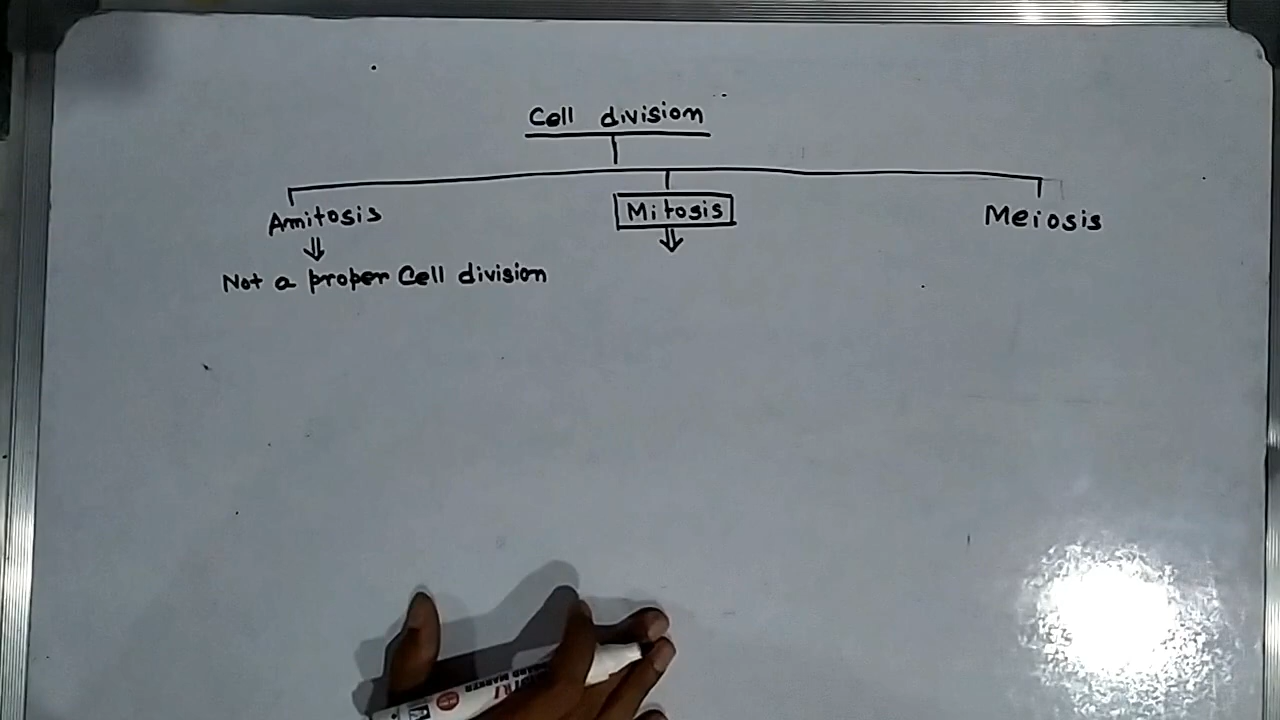 Cell division
Amitosis Mitosis Meiosis
Not a proper Cell division